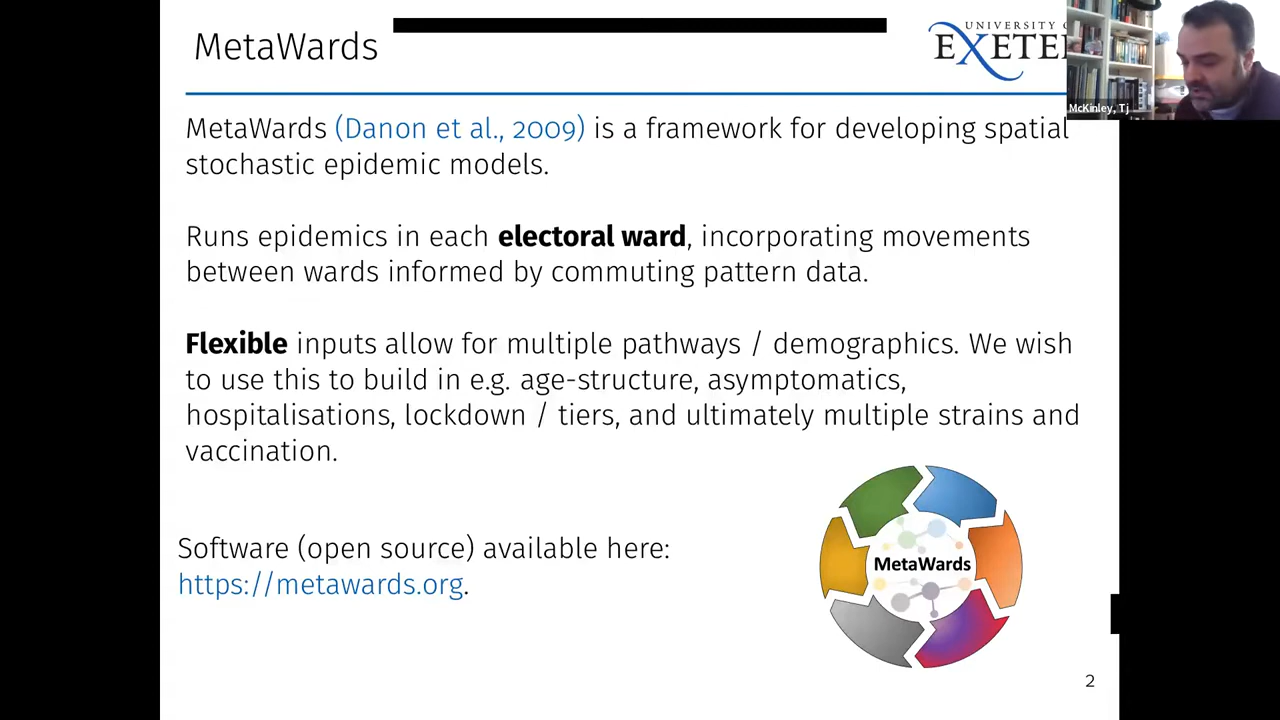 MetaWards
UNIVERSITY O
EXETE
McKinley, Tj
MetaWards (Danon et al., 2009) is a framework for developing spatial
stochastic epidemic models.
Runs epidemics in each electoral ward, incorporating movements
between wards informed by commuting pattern data.
Flexible inputs allow for multiple pathways / demographics. We wish
to use this to build in e.g. age-structure, asymptomatics,
hospitalisations, lockdown / tiers, and ultimately multiple strains and
vaccination.
Software (open source) available here:
https://metawards.org.
MetaWards
2